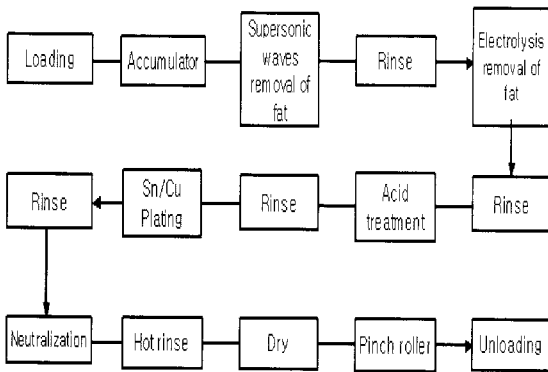 Loading
Accumulator
Supersonic
waves
removal of
fat
Rinse
Electrolysis
removal of
fat
Rinse
Sn/Cu
Plating
Rinse
Acid
treatment
Rinse
Neutralization
Hot rinse
Dry
Pinch roller
Unloading